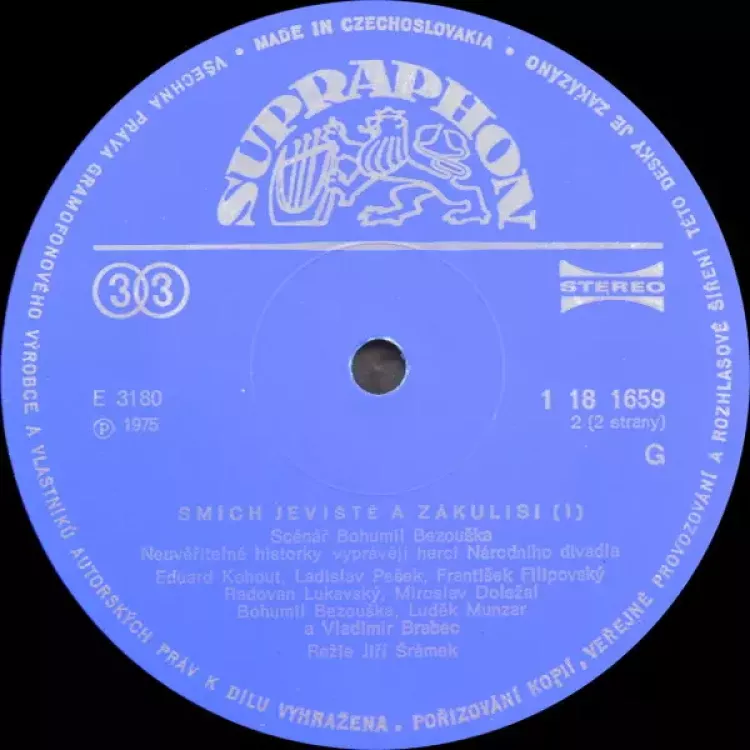 VŠECHNA PRÁVA GRAMOFONOVÉHO VÝROBCE A VLASTNÍKŮ AUTORSKÝCH PRÁV K DÍLU VYHRAŽENA. POŘIZOVÁNÍ KOPIÍ, VEŘEJNÉ PROVOZOVÁNÍ A ROZHLASOVÉ ŠÍŘENÍ TÉTO DESKY JE ZAKÁZÁNO • MADE IN CZECHOSLOVAKIA •
SUPRAPHON
33
STEREO
E 3180
1 18 1659
Ⓟ 1975
2 (2 strany)
G
SMÍCH JEVIŠTĚ A ZÁKULISÍ (I)
Scénář Bohumil Bezouška
Neuvěřitelné historky vyprávějí herci Národního divadla
Eduard Kohout, Ladislav Pešek, František Filipovský
Radovan Lukavský, Miroslav Doležal
Bohumil Bezouška, Luděk Munzar
a Vladimír Brabec
Režie Jiří Šrámek